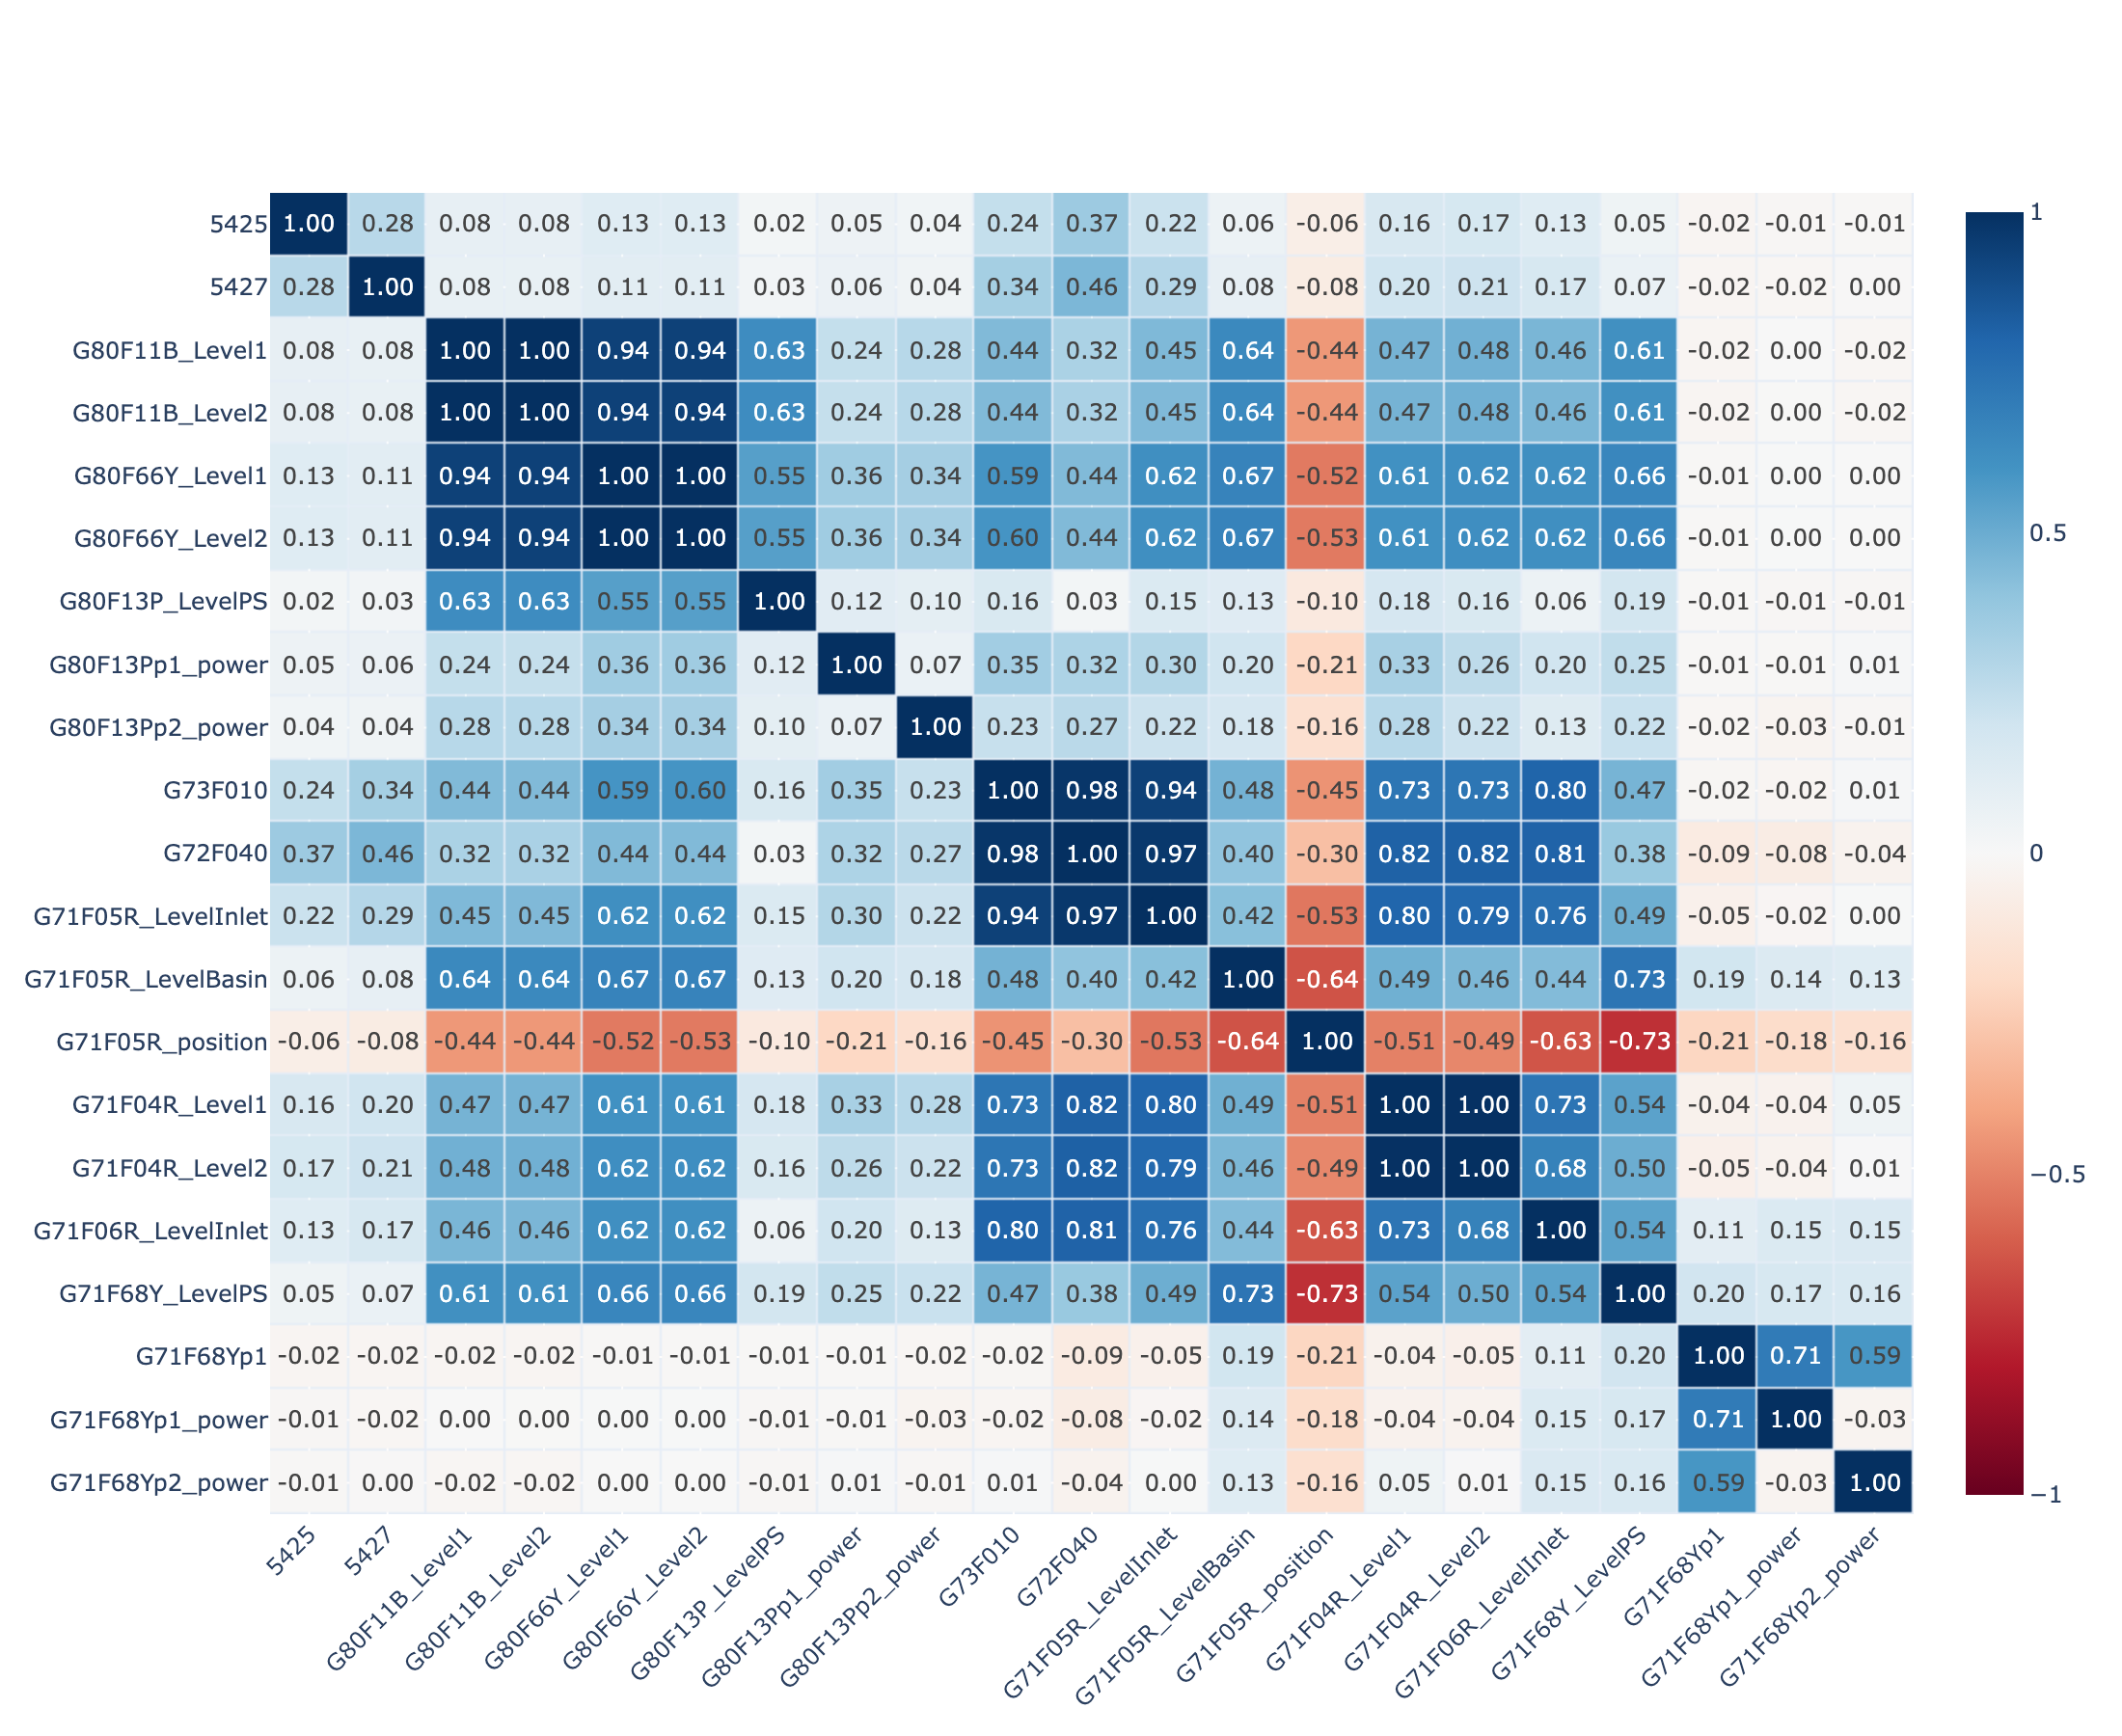 5425 1.00 0.28 0.08 0.08 0.13 0.13 0.02 0.05 0.04 0.24 0.37 0.22 0.06 -0.06 0.16 0.17 0.13 0.05 -0.02 -0.01 -0.01
5427 0.28 1.00 0.08 0.08 0.11 0.11 0.03 0.06 0.04 0.34 0.46 0.29 0.08 -0.08 0.20 0.21 0.17 0.07 -0.02 -0.02 0.00
G80F11B_Level1 0.08 0.08 1.00 1.00 0.94 0.94 0.63 0.24 0.28 0.44 0.32 0.45 0.64 -0.44 0.47 0.48 0.46 0.61 -0.02 0.00 -0.02
G80F11B_Level2 0.08 0.08 1.00 1.00 0.94 0.94 0.63 0.24 0.28 0.44 0.32 0.45 0.64 -0.44 0.47 0.48 0.46 0.61 -0.02 0.00 -0.02
G80F66Y_Level1 0.13 0.11 0.94 0.94 1.00 1.00 0.55 0.36 0.34 0.59 0.44 0.62 0.67 -0.52 0.61 0.62 0.62 0.66 -0.01 0.00 0.00
G80F66Y_Level2 0.13 0.11 0.94 0.94 1.00 1.00 0.55 0.36 0.34 0.60 0.44 0.62 0.67 -0.53 0.61 0.62 0.62 0.66 -0.01 0.00 0.00
G80F13P_LevelPS 0.02 0.03 0.63 0.63 0.55 0.55 1.00 0.12 0.10 0.16 0.03 0.15 0.13 -0.10 0.18 0.16 0.06 0.19 -0.01 -0.01 -0.01
G80F13Pp1_power 0.05 0.06 0.24 0.24 0.36 0.36 0.12 1.00 0.07 0.35 0.32 0.30 0.20 -0.21 0.33 0.26 0.20 0.25 -0.01 -0.01 0.01
G80F13Pp2_power 0.04 0.04 0.28 0.28 0.34 0.34 0.10 0.07 1.00 0.23 0.27 0.22 0.18 -0.16 0.28 0.22 0.13 0.22 -0.02 -0.03 -0.01
G73F010 0.24 0.34 0.44 0.44 0.59 0.60 0.16 0.35 0.23 1.00 0.98 0.94 0.48 -0.45 0.73 0.73 0.80 0.47 -0.02 -0.02 0.01
G72F040 0.37 0.46 0.32 0.32 0.44 0.44 0.03 0.32 0.27 0.98 1.00 0.97 0.40 -0.30 0.82 0.82 0.81 0.38 -0.09 -0.08 -0.04
G71F05R_LevelInlet 0.22 0.29 0.45 0.45 0.62 0.62 0.15 0.30 0.22 0.94 0.97 1.00 0.42 -0.53 0.80 0.79 0.76 0.49 -0.05 -0.02 0.00
G71F05R_LevelBasin 0.06 0.08 0.64 0.64 0.67 0.67 0.13 0.20 0.18 0.48 0.40 0.42 1.00 -0.64 0.49 0.46 0.44 0.73 0.19 0.14 0.13
G71F05R_position -0.06 -0.08 -0.44 -0.44 -0.52 -0.53 -0.10 -0.21 -0.16 -0.45 -0.30 -0.53 -0.64 1.00 -0.51 -0.49 -0.63 -0.73 -0.21 -0.18 -0.16
G71F04R_Level1 0.16 0.20 0.47 0.47 0.61 0.61 0.18 0.33 0.28 0.73 0.82 0.80 0.49 -0.51 1.00 1.00 0.73 0.54 -0.04 -0.04 0.05
G71F04R_Level2 0.17 0.21 0.48 0.48 0.62 0.62 0.16 0.26 0.22 0.73 0.82 0.79 0.46 -0.49 1.00 1.00 0.68 0.50 -0.05 -0.04 0.01
G71F06R_LevelInlet 0.13 0.17 0.46 0.46 0.62 0.62 0.06 0.20 0.13 0.80 0.81 0.76 0.44 -0.63 0.73 0.68 1.00 0.54 0.11 0.15 0.15
G71F68Y_LevelPS 0.05 0.07 0.61 0.61 0.66 0.66 0.19 0.25 0.22 0.47 0.38 0.49 0.73 -0.73 0.54 0.50 0.54 1.00 0.20 0.17 0.16
G71F68Yp1 -0.02 -0.02 -0.02 -0.02 -0.01 -0.01 -0.01 -0.01 -0.02 -0.02 -0.09 -0.05 0.19 -0.21 -0.04 -0.05 0.11 0.20 1.00 0.71 0.59
G71F68Yp1_power -0.01 -0.02 0.00 0.00 0.00 0.00 -0.01 -0.01 -0.03 -0.02 -0.08 -0.02 0.14 -0.18 -0.04 -0.04 0.15 0.17 0.71 1.00 -0.03
G71F68Yp2_power -0.01 0.00 -0.02 -0.02 0.00 0.00 -0.01 0.01 -0.01 0.01 -0.04 0.00 0.13 -0.16 0.05 0.01 0.15 0.16 0.59 -0.03 1.00
5425
5427
G80F11B_Level1
G80F11B_Level2
G80F66Y_Level1
G80F66Y_Level2
G80F13P_LevelPS
G80F13Pp1_power
G80F13Pp2_power
G73F010
G72F040
G71F05R_LevelInlet
G71F05R_LevelBasin
G71F05R_position
G71F04R_Level1
G71F04R_Level2
G71F06R_LevelInlet
G71F68Y_LevelPS
G71F68Yp1
G71F68Yp1_power
G71F68Yp2_power
1
0.5
0
−0.5
−1